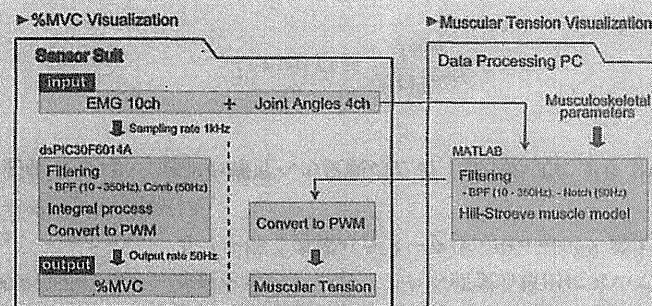 ►%MVC Visualization
Sensor Suit
input
EMG 10ch + Joint Angles 4ch
Sampling rate 1kHz
dsPIC30F6014A
Filtering
- BPF (10 - 350Hz), Comb (50Hz)
Integral process
Convert to PWM
Output rate 50Hz
output
%MVC
Convert to PWM
Muscular Tension
►Muscular Tension Visualization
Data Processing PC
Musculoskeletal
parameters
MATLAB
Filtering
- BPF (10 - 350Hz), - Notch (50Hz)
Hill-Stroeve muscle model